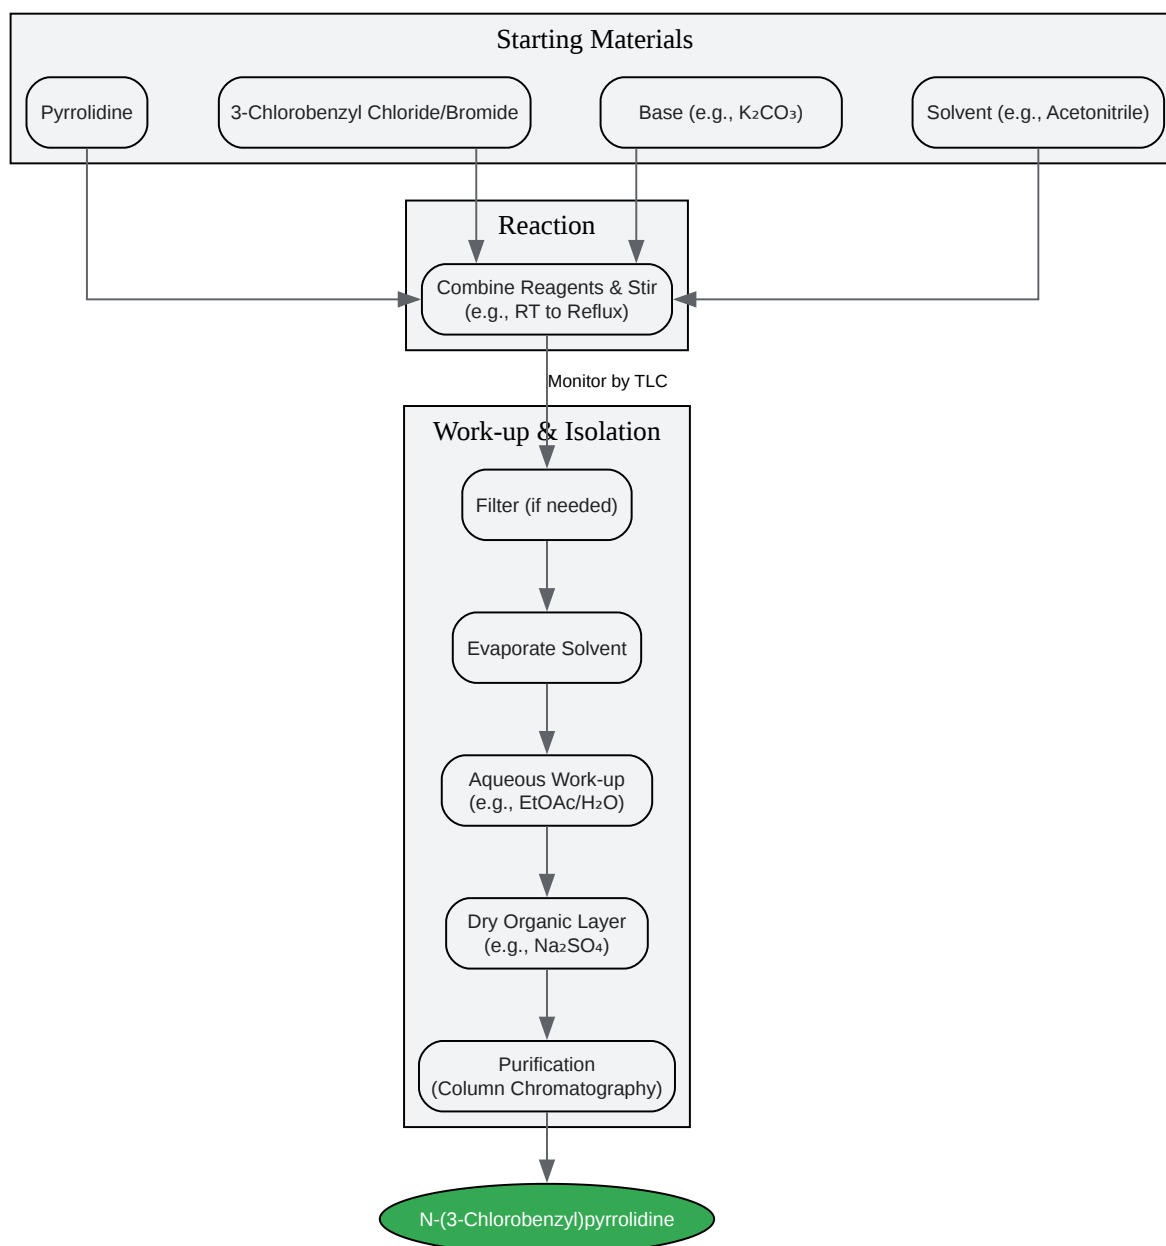 Starting Materials
Pyrrolidine
3-Chlorobenzyl Chloride/Bromide
Base (e.g., K₂CO₃)
Solvent (e.g., Acetonitrile)
Reaction
Combine Reagents & Stir
(e.g., RT to Reflux)
Monitor by TLC
Work-up & Isolation
Filter (if needed)
Evaporate Solvent
Aqueous Work-up
(e.g., EtOAc/H₂O)
Dry Organic Layer
(e.g., Na₂SO₄)
Purification
(Column Chromatography)
N-(3-Chlorobenzyl)pyrrolidine